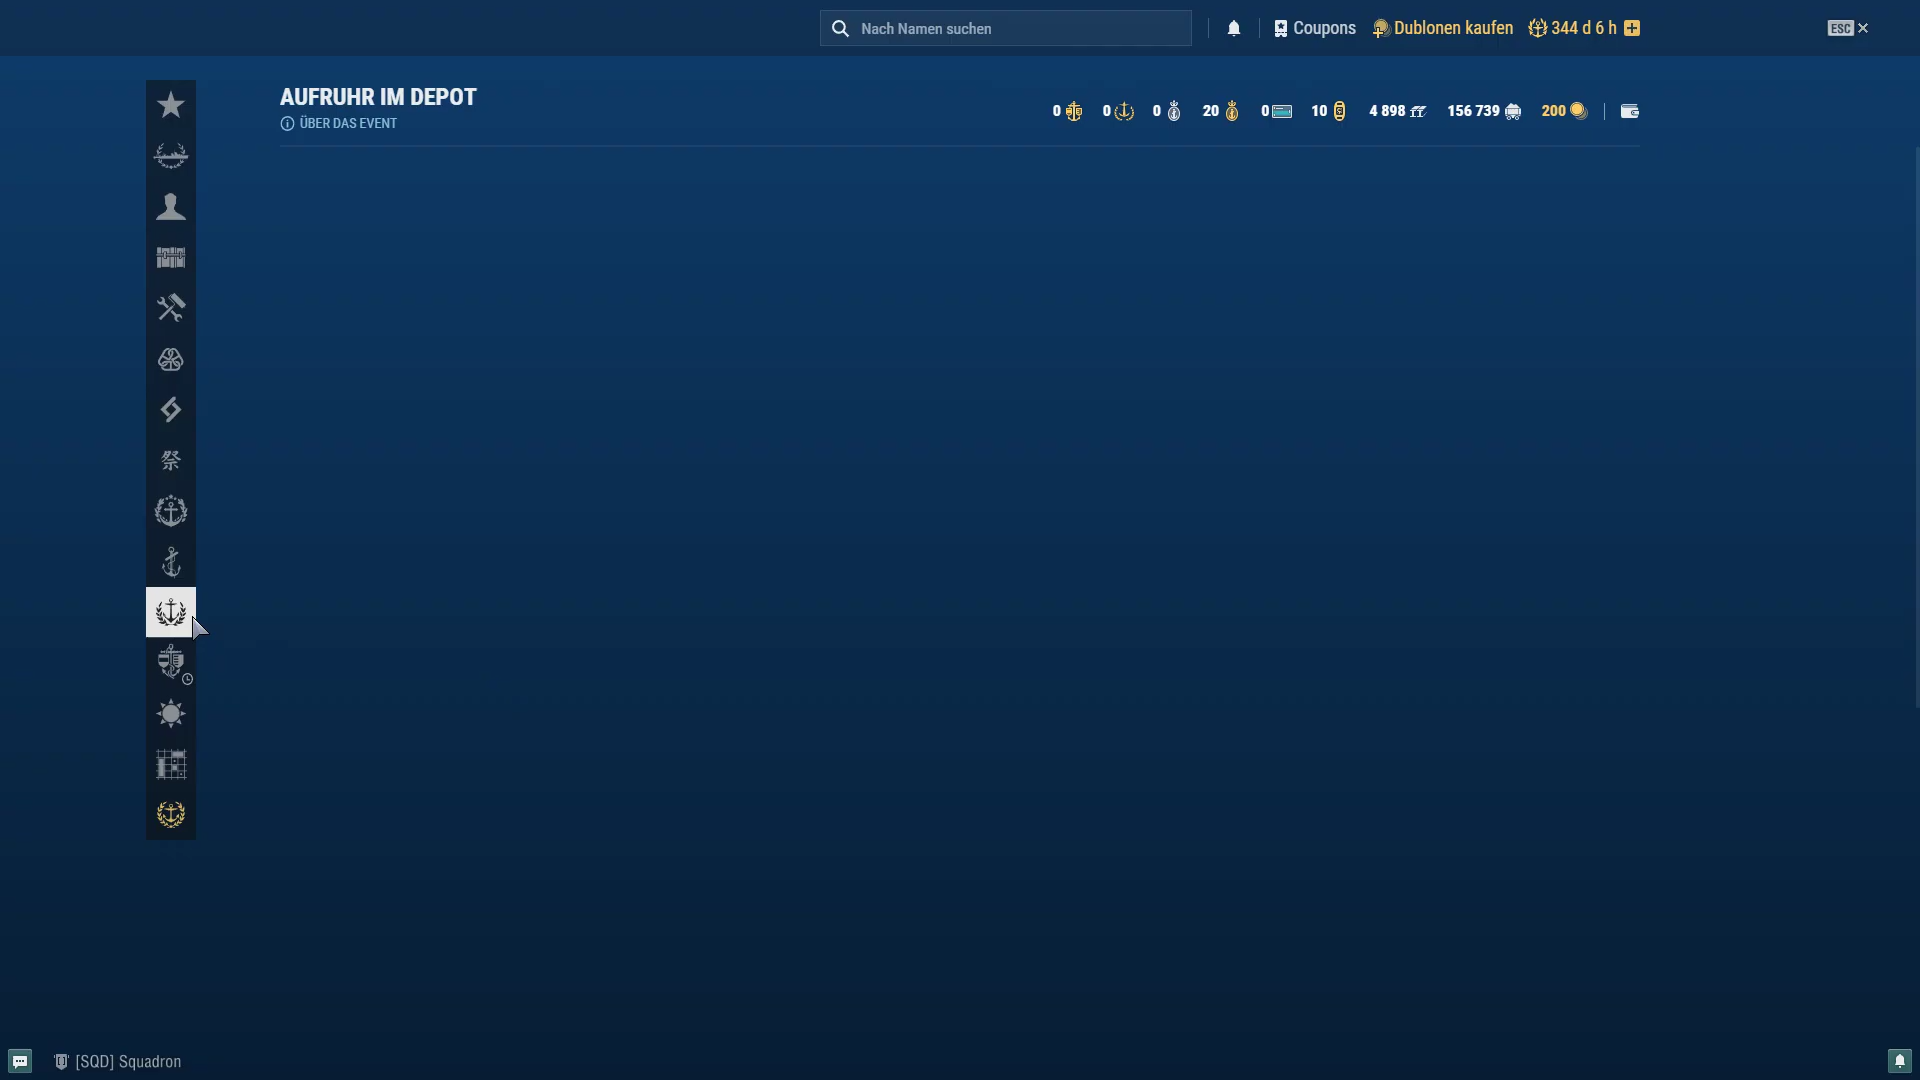 Nach Namen suchen
Coupons
Dublonen kaufen
344 d 6 h
ESC
AUFRUHR IM DEPOT
ÜBER DAS EVENT
0 0 0 20 0 10 4 898 156 739 200
祭
[SQD] Squadron